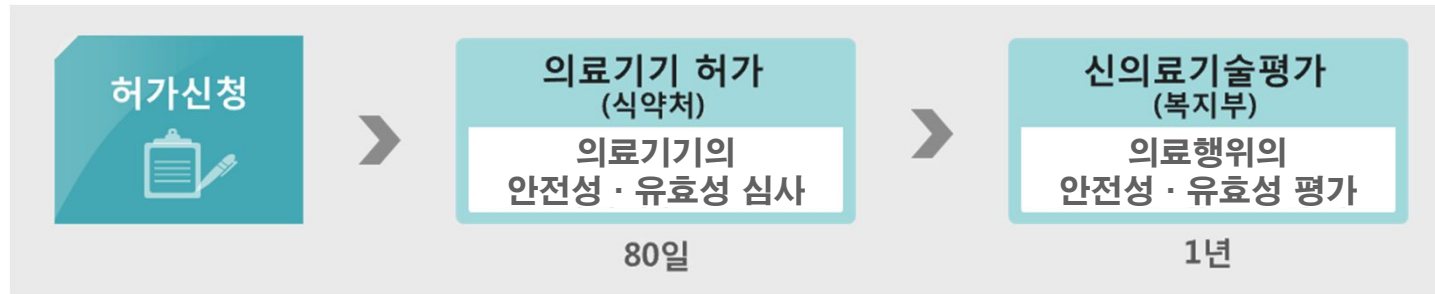 허가신청
의료기기 허가
(식약처)
의료기기의
안전성 · 유효성 심사
80일
신의료기술평가
(복지부)
의료행위의
안전성 · 유효성 평가
1년